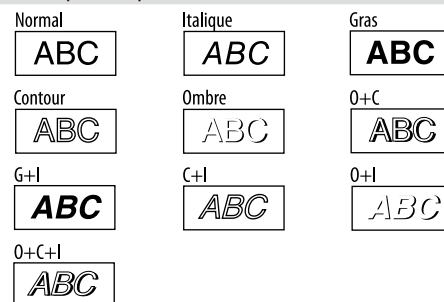 Normal Italique Gras
ABC ABC ABC
Contour Ombre O+C
ABC ABC ABC
G+I C+I O+I
ABC ABC ABC
O+C+I
ABC